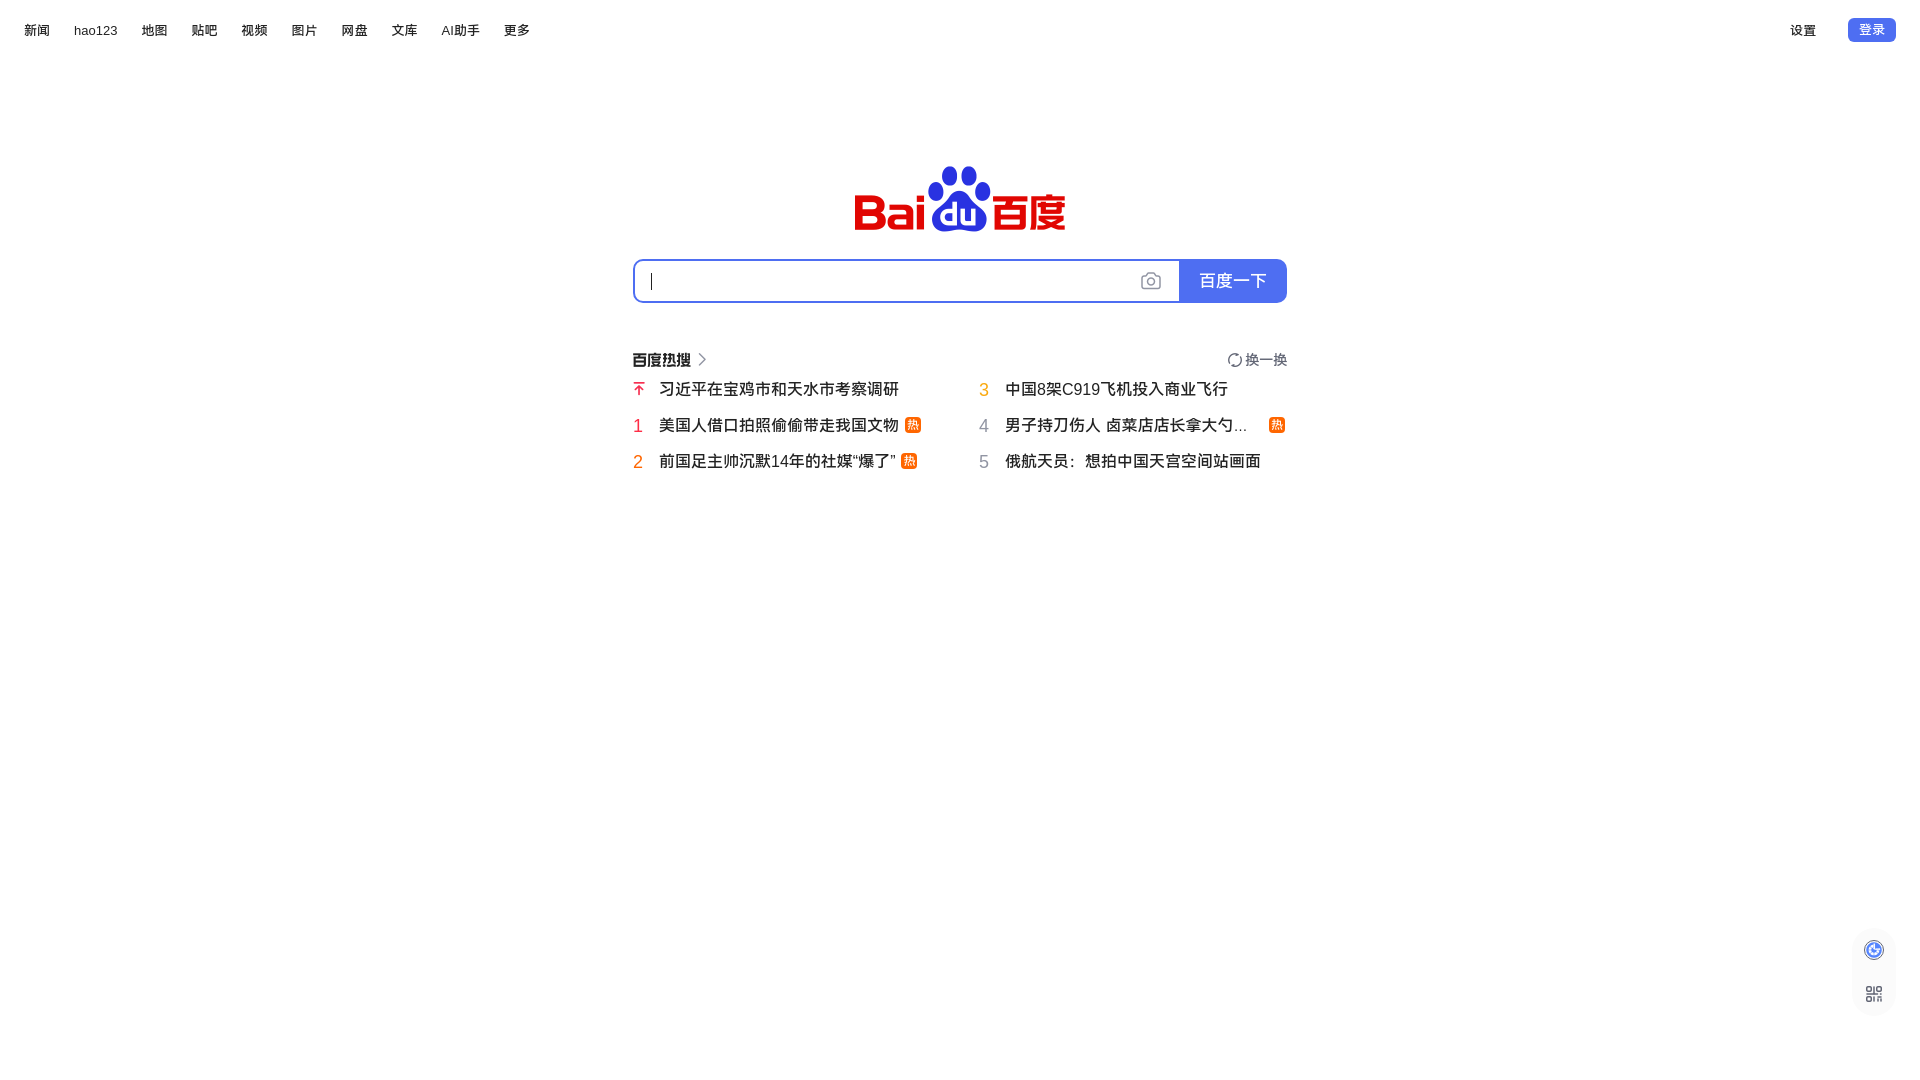 新闻 hao123 地图 贴吧 视频 图片 网盘 文库 AI助手 更多 设置 登录
Bai du 百度
百度一下
百度热搜 换一换
习近平在宝鸡市和天水市考察调研
1 美国人借口拍照偷偷带走我国文物 热
2 前国足主帅沉默14年的社媒“爆了” 热
3 中国8架C919飞机投入商业飞行
4 男子持刀伤人 卤菜店店长拿大勺... 热
5 俄航天员：想拍中国天宫空间站画面